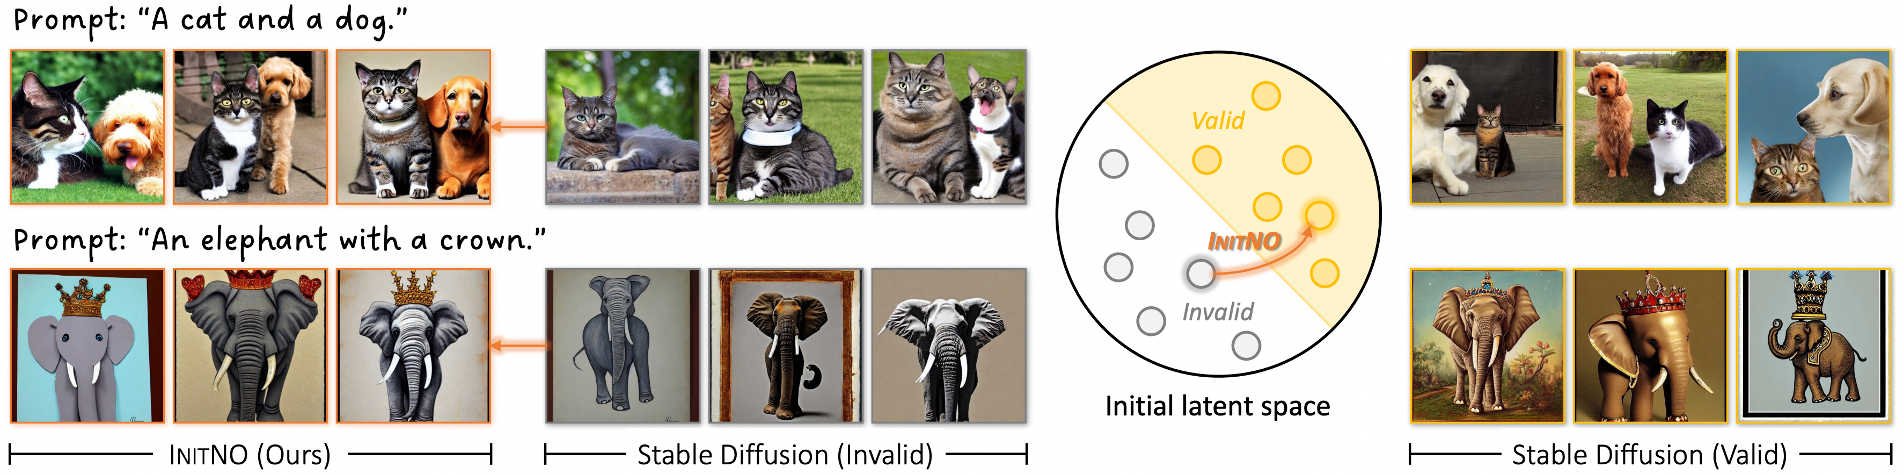 Prompt: “A cat and a dog.”
Valid
INITNO
Invalid
Prompt: “An elephant with a crown.”
Initial latent space
INITNO (Ours)
Stable Diffusion (Invalid)
Stable Diffusion (Valid)